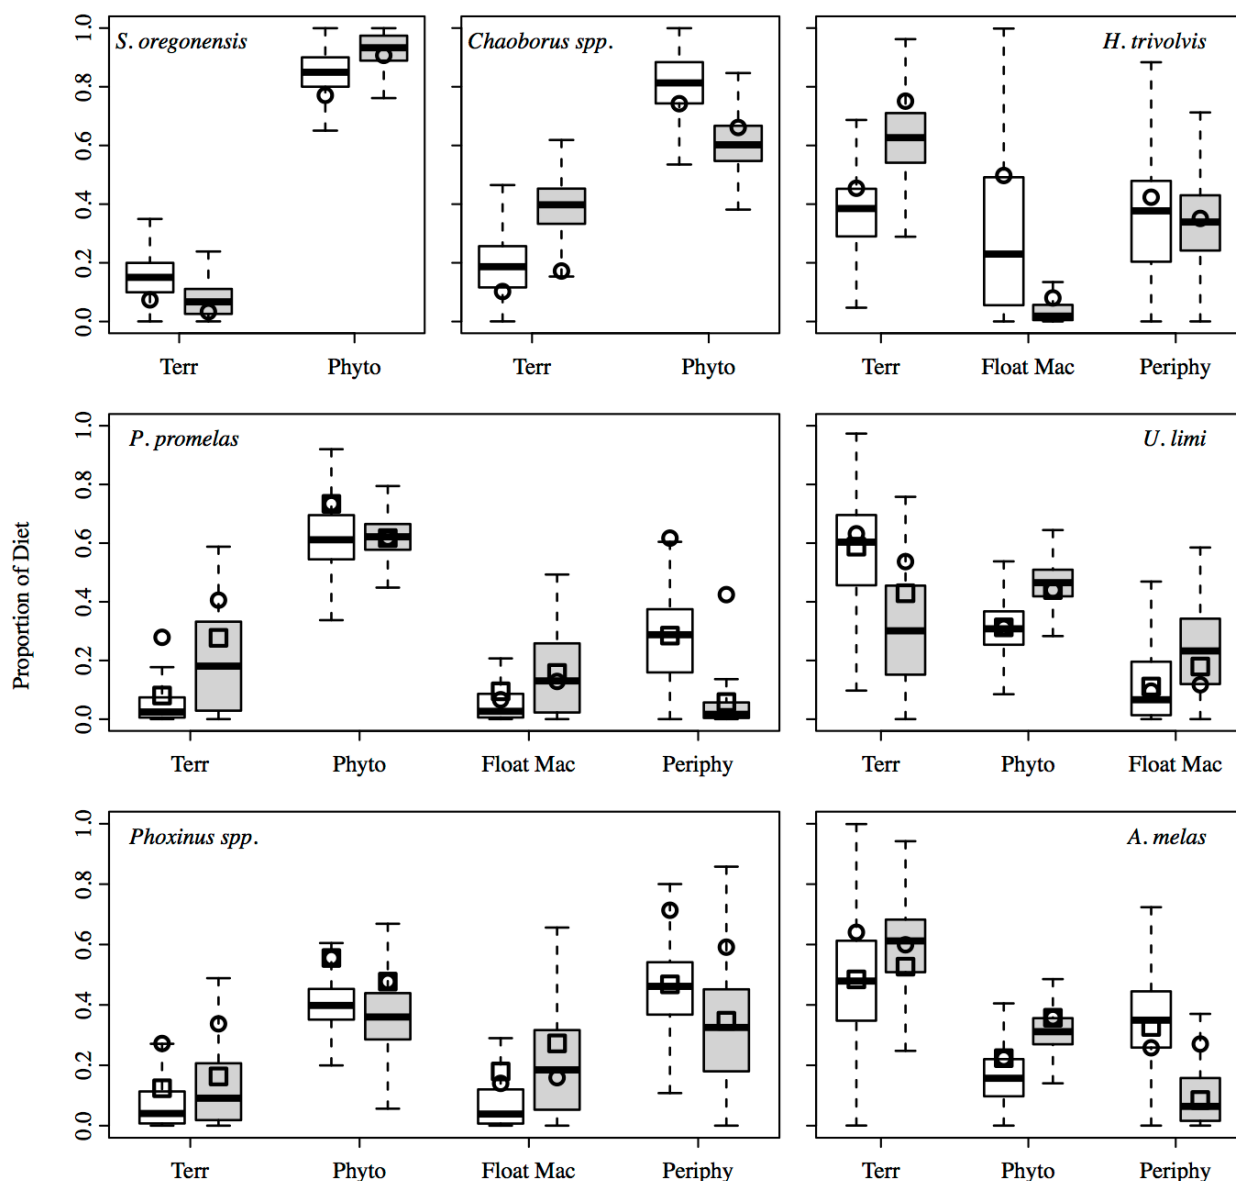 S. oregonensis
Chaoborus spp.
H. trivolvis
0.0 0.2 0.4 0.6 0.8 1.0
Terr Phyto
Terr Phyto
Terr Float Mac Periphy
Proportion of Diet
P. promelas
U. limi
0.0 0.2 0.4 0.6 0.8 1.0
Terr Phyto Float Mac Periphy
Terr Phyto Float Mac
Phoxinus spp.
A. melas
0.0 0.2 0.4 0.6 0.8 1.0
Terr Phyto Float Mac Periphy
Terr Phyto Periphy